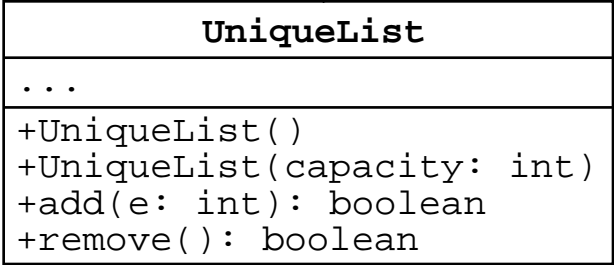 UniqueList
...
+UniqueList()
+UniqueList(capacity: int)
+add(e: int): boolean
+remove(): boolean